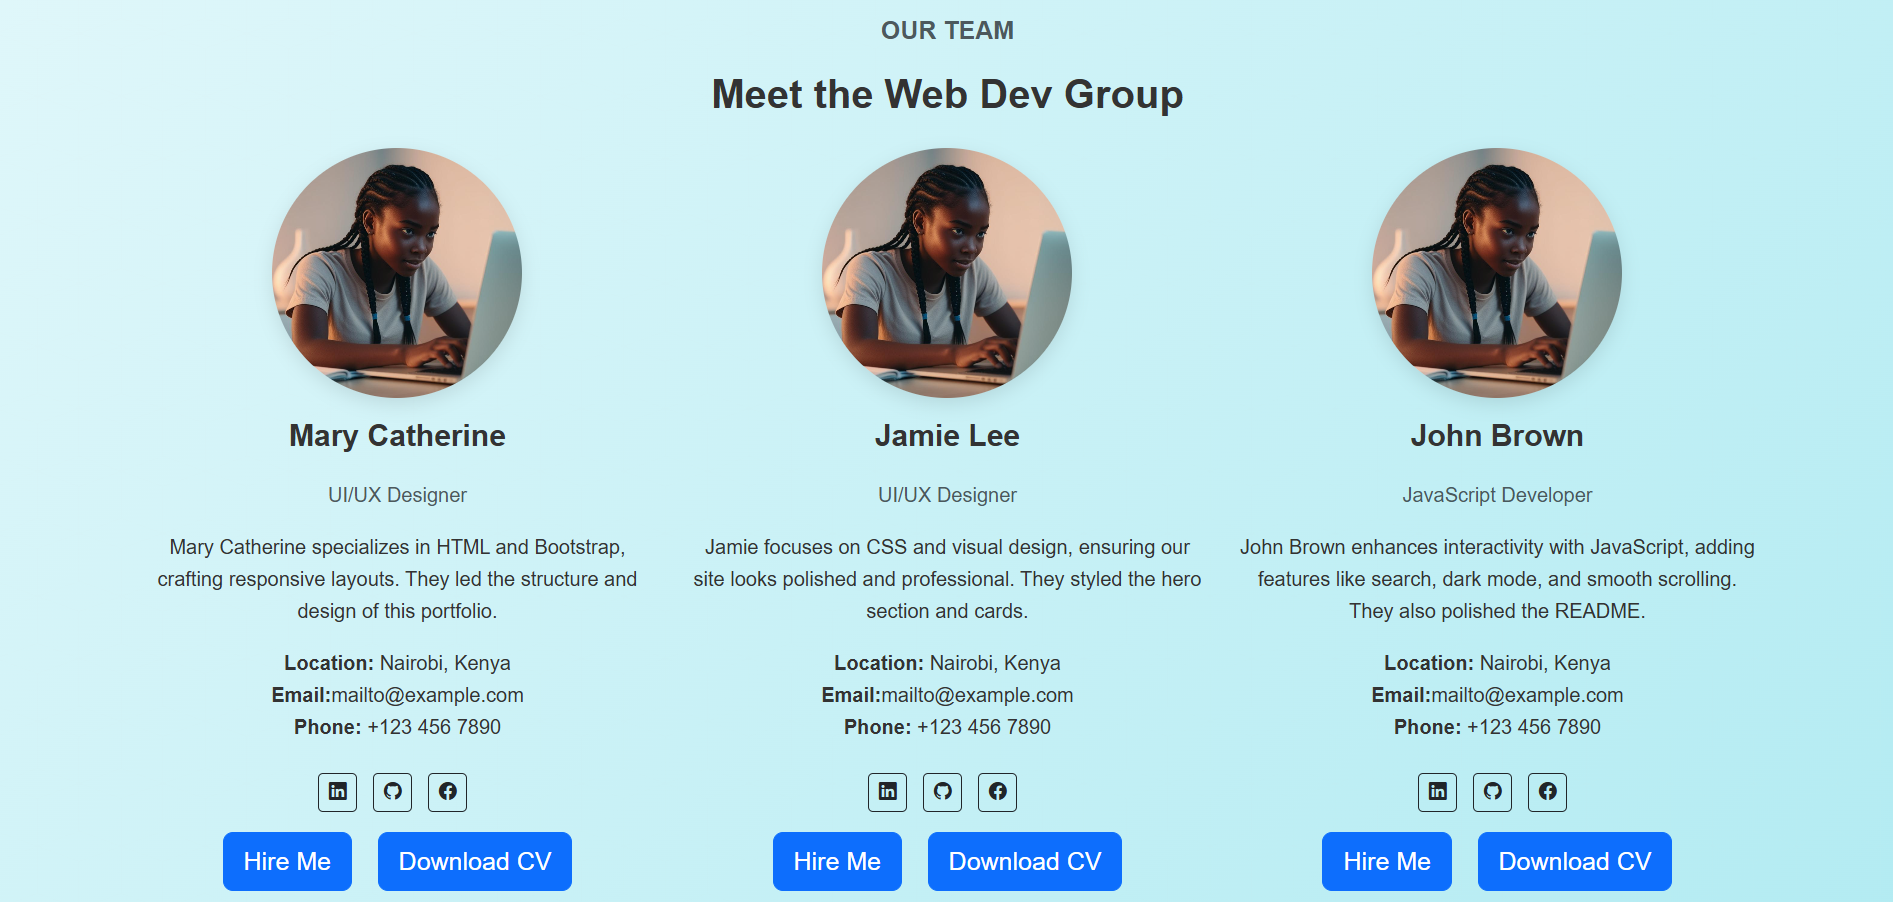 OUR TEAM
Meet the Web Dev Group
Mary Catherine
UI/UX Designer
Mary Catherine specializes in HTML and Bootstrap,
crafting responsive layouts. They led the structure and
design of this portfolio.
Location: Nairobi, Kenya
Email:mailto@example.com
Phone: +123 456 7890
in
Hire Me
Download CV
Jamie Lee
UI/UX Designer
Jamie focuses on CSS and visual design, ensuring our
site looks polished and professional. They styled the hero
section and cards.
Location: Nairobi, Kenya
Email:mailto@example.com
Phone: +123 456 7890
in
Hire Me
Download CV
John Brown
JavaScript Developer
John Brown enhances interactivity with JavaScript, adding
features like search, dark mode, and smooth scrolling.
They also polished the README.
Location: Nairobi, Kenya
Email:mailto@example.com
Phone: +123 456 7890
in
Hire Me
Download CV